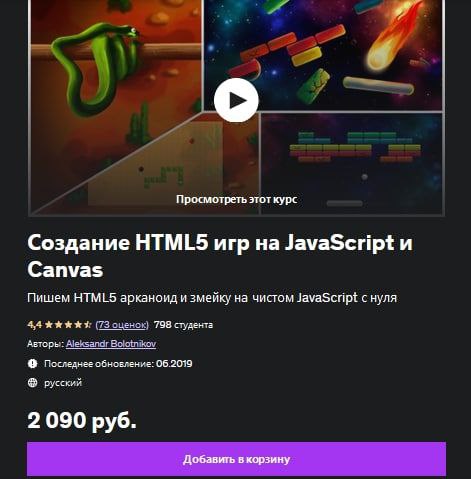 Просмотреть этот курс
Создание HTML5 игр на JavaScript и
Canvas
Пишем HTML5 арканоид и змейку на чистом JavaScript с нуля
4,4 (73 оценок) 798 студента
Авторы: Aleksandr Bolotnikov
Последнее обновление: 06.2019
русский
2 090 руб.
Добавить в корзину